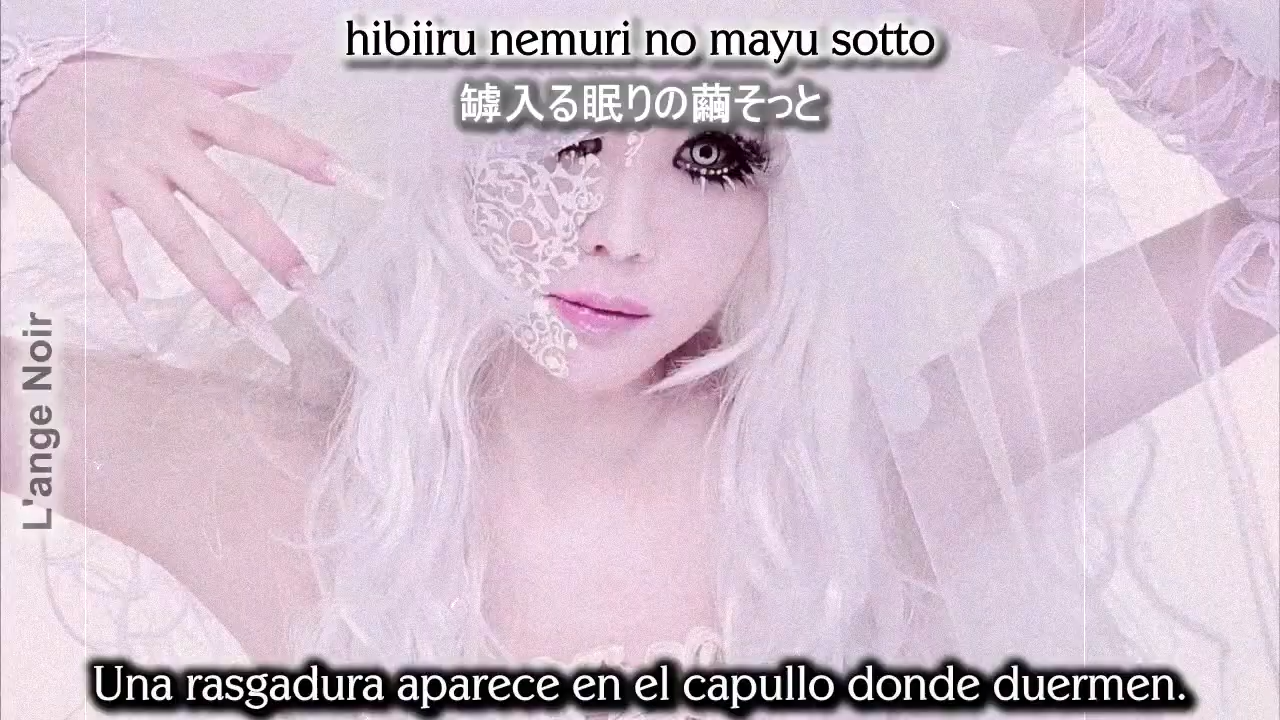 hibiiru nemuri no mayu sotto
罅入る眠りの繭そっと
L'ange Noir
Una rasgadura aparece en el capullo donde duermen.